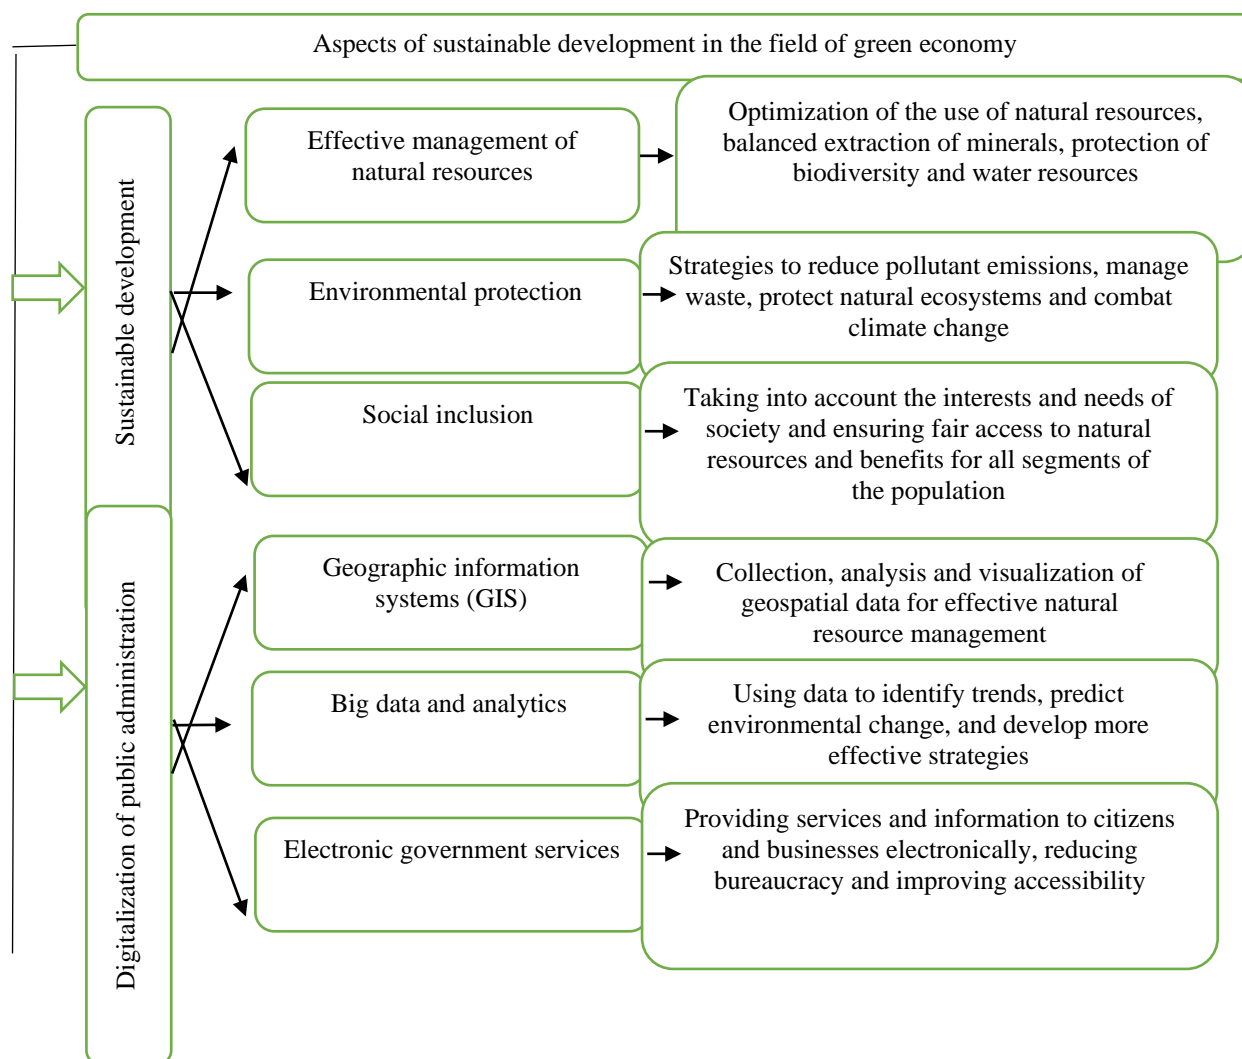 Aspects of sustainable development in the field of green economy
Sustainable development
Effective management of
natural resources
Optimization of the use of natural resources,
balanced extraction of minerals, protection of
biodiversity and water resources
Environmental protection
Strategies to reduce pollutant emissions, manage
waste, protect natural ecosystems and combat
climate change
Social inclusion
Taking into account the interests and needs of
society and ensuring fair access to natural
resources and benefits for all segments of
the population
Digitalization of public administration
Geographic information
systems (GIS)
Collection, analysis and visualization of
geospatial data for effective natural
resource management
Big data and analytics
Using data to identify trends, predict
environmental change, and develop more
effective strategies
Electronic government services
Providing services and information to citizens
and businesses electronically, reducing
bureaucracy and improving accessibility